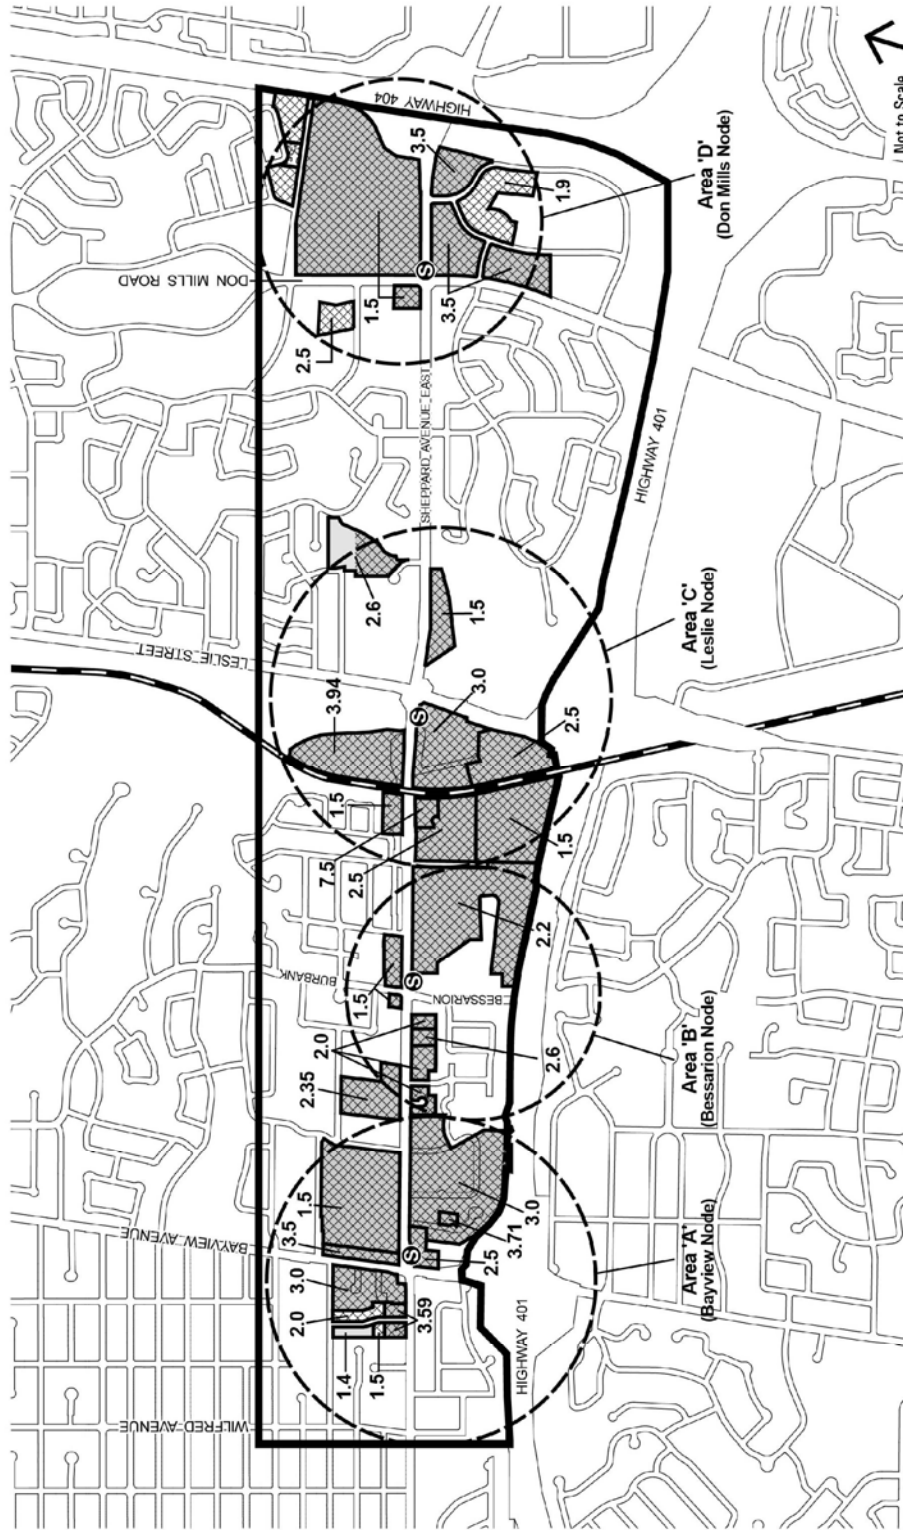 Not to Scale
HIGHWAY 404
3.5
1.9
Area 'D'
(Don Mills Node)
DON MILLS ROAD
1.5
3.5
2.5
SHEPPARD AVENUE EAST
HIGHWAY 401
2.6
1.5
Area 'C'
(Leslie Node)
LESLIE STREET
3.94
3.0
2.5
1.5
7.5
2.5
1.5
2.2
BURBANK
1.5
BESSARION
2.0
2.6
Area 'B'
(Bessarion Node)
2.35
1.5
3.5
BAYVIEW AVENUE
3.0
3.71
2.5
Area 'A'
(Bayview Node)
3.0
2.0
3.59
1.4
1.5
HIGHWAY 401
WILFRED AVENUE
S
S
S
S